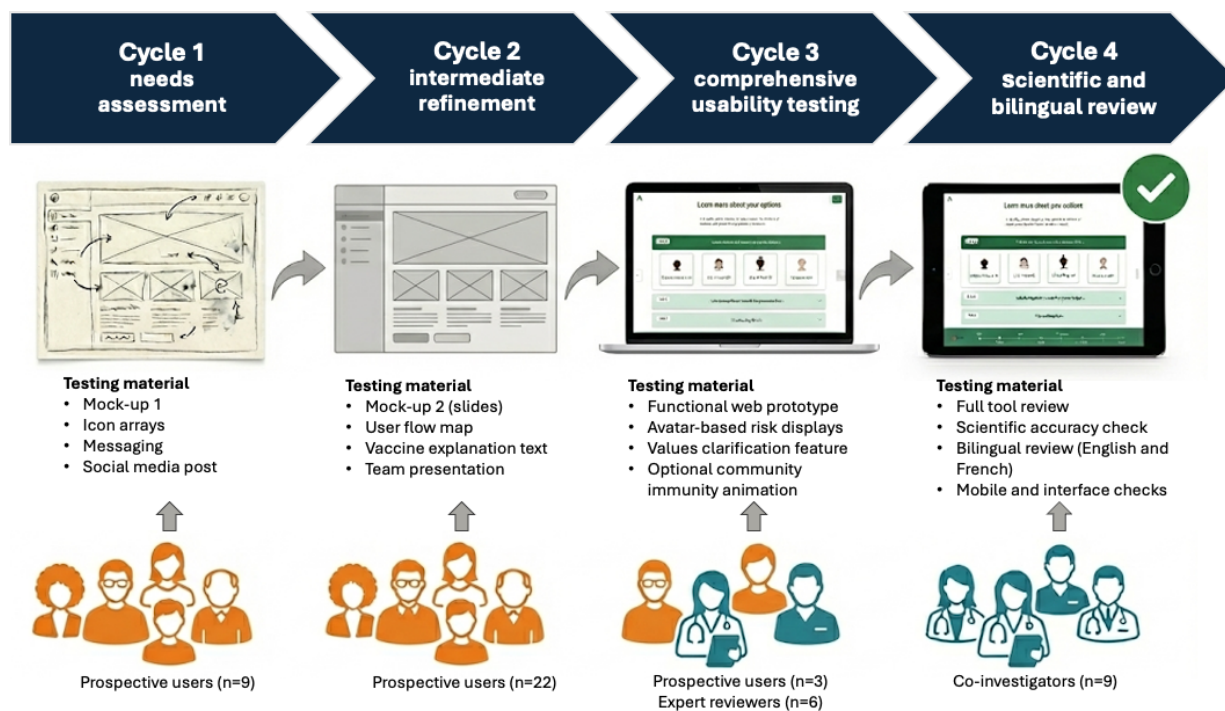 Cycle 1
needs
assessment
Cycle 2
intermediate
refinement
Cycle 3
comprehensive
usability testing
Cycle 4
Scientific and
bilingual review
Testing material
• Mock-up 1
• Icon arrays
• Messaging
• Social media post
Testing material
• Mock-up 2 (slides)
• User flow map
• Vaccine explanation text
• Team presentation
Testing material
• Functional web prototype
• Avatar-based risk displays
• Values clarification feature
• Optional community
immunity animation
Testing material
• Full tool review
• Scientific accuracy check
• Bilingual review (English and
French)
• Mobile and interface checks
Prospective users (n=9)
Prospective users (n=22)
Prospective users (n=3)
Expert reviewers (n=6)
Co-investigators (n=9)